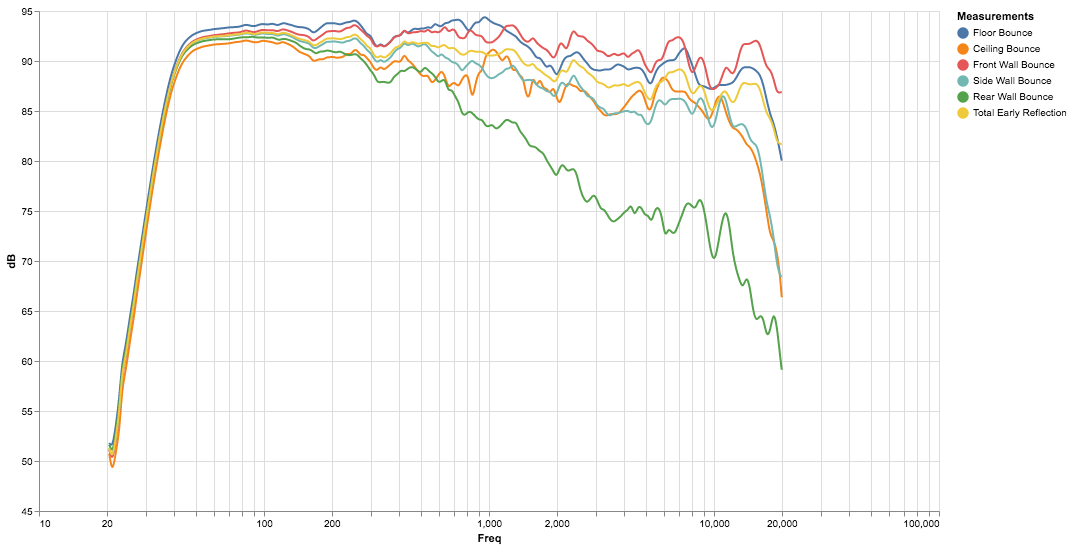 Measurements
Floor Bounce
Ceiling Bounce
Front Wall Bounce
Side Wall Bounce
Rear Wall Bounce
Total Early Reflection
95
90
85
80
75
70
65
60
55
50
45
dB
10 20 100 200 1,000 2,000 10,000 20,000 100,000
Freq